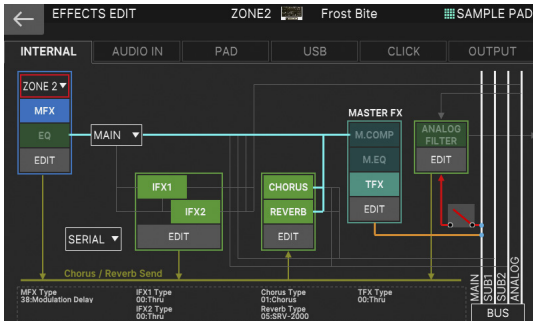 EFFECTS EDIT ZONE2 Frost Bite SAMPLE PAD
INTERNAL AUDIO IN PAD USB CLICK OUTPUT
ZONE 2
MFX
EQ
EDIT
MAIN
IFX1
IFX2
EDIT
SERIAL
CHORUS
REVERB
EDIT
MASTER FX
M.COMP
M.EQ
TFX
EDIT
ANALOG
FILTER
EDIT
MAIN
SUB1
SUB2
ANALOG
BUS
Chorus / Reverb Send
MFX Type
38:Modulation Delay
IFX1 Type
00:Thru
IFX2 Type
00:Thru
Chorus Type
01:Chorus
Reverb Type
05:SRV-2000
TFX Type
00:Thru